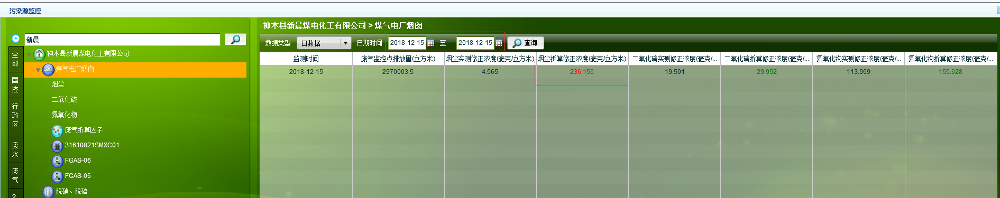 污染源监控
新晨
全部
国控
行政区
废水
废气
2
神木县新晨煤电化工有限公司
煤气电厂烟囱
烟尘
二氧化硫
氮氧化物
废气折算因子
31610821SMXC01
FGAS-06
FGAS-06
脱硝、脱硫
神木县新晨煤电化工有限公司 > 煤气电厂烟囱
数据类型 日数据 日期时间 2018-12-15 至 2018-12-15 查询
监测时间 废气监控点排放量(立方米) 烟尘实测修正浓度(毫克/立方米) 烟尘折算修正浓度(毫克/立方米) 二氧化硫实测修正浓度(毫克/... 二氧化硫折算修正浓度(毫克/... 氮氧化物实测修正浓度(毫克/... 氮氧化物折算修正浓度(毫克/...
2018-12-15 2970003.5 4.565 236.156 19.501 29.952 113.969 155.628